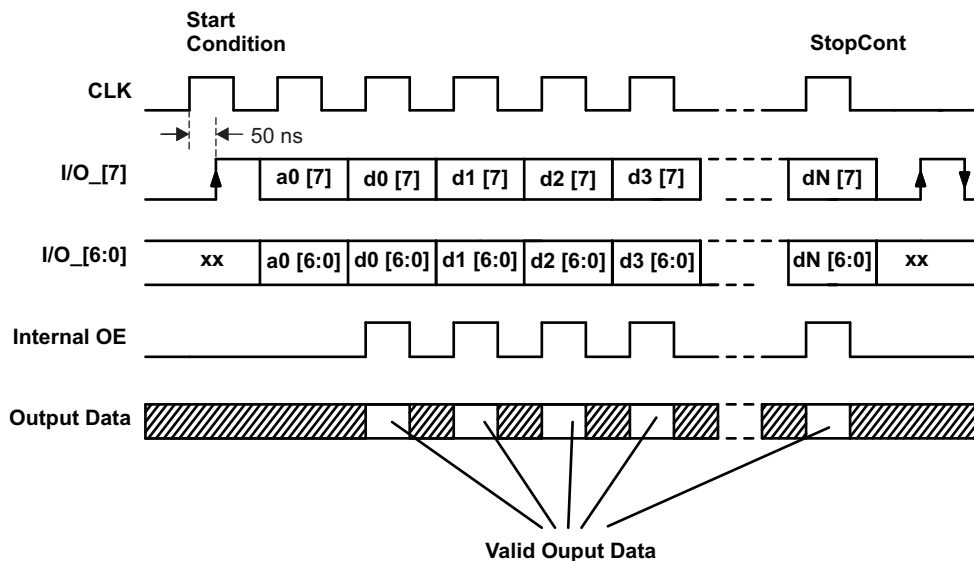 Start
Condition
StopCont
CLK
50 ns
I/O_[7]
a0 [7] d0 [7] d1 [7] d2 [7] d3 [7] dN [7]
I/O_[6:0]
xx a0 [6:0] d0 [6:0] d1 [6:0] d2 [6:0] d3 [6:0] dN [6:0] xx
Internal OE
Output Data
Valid Ouput Data